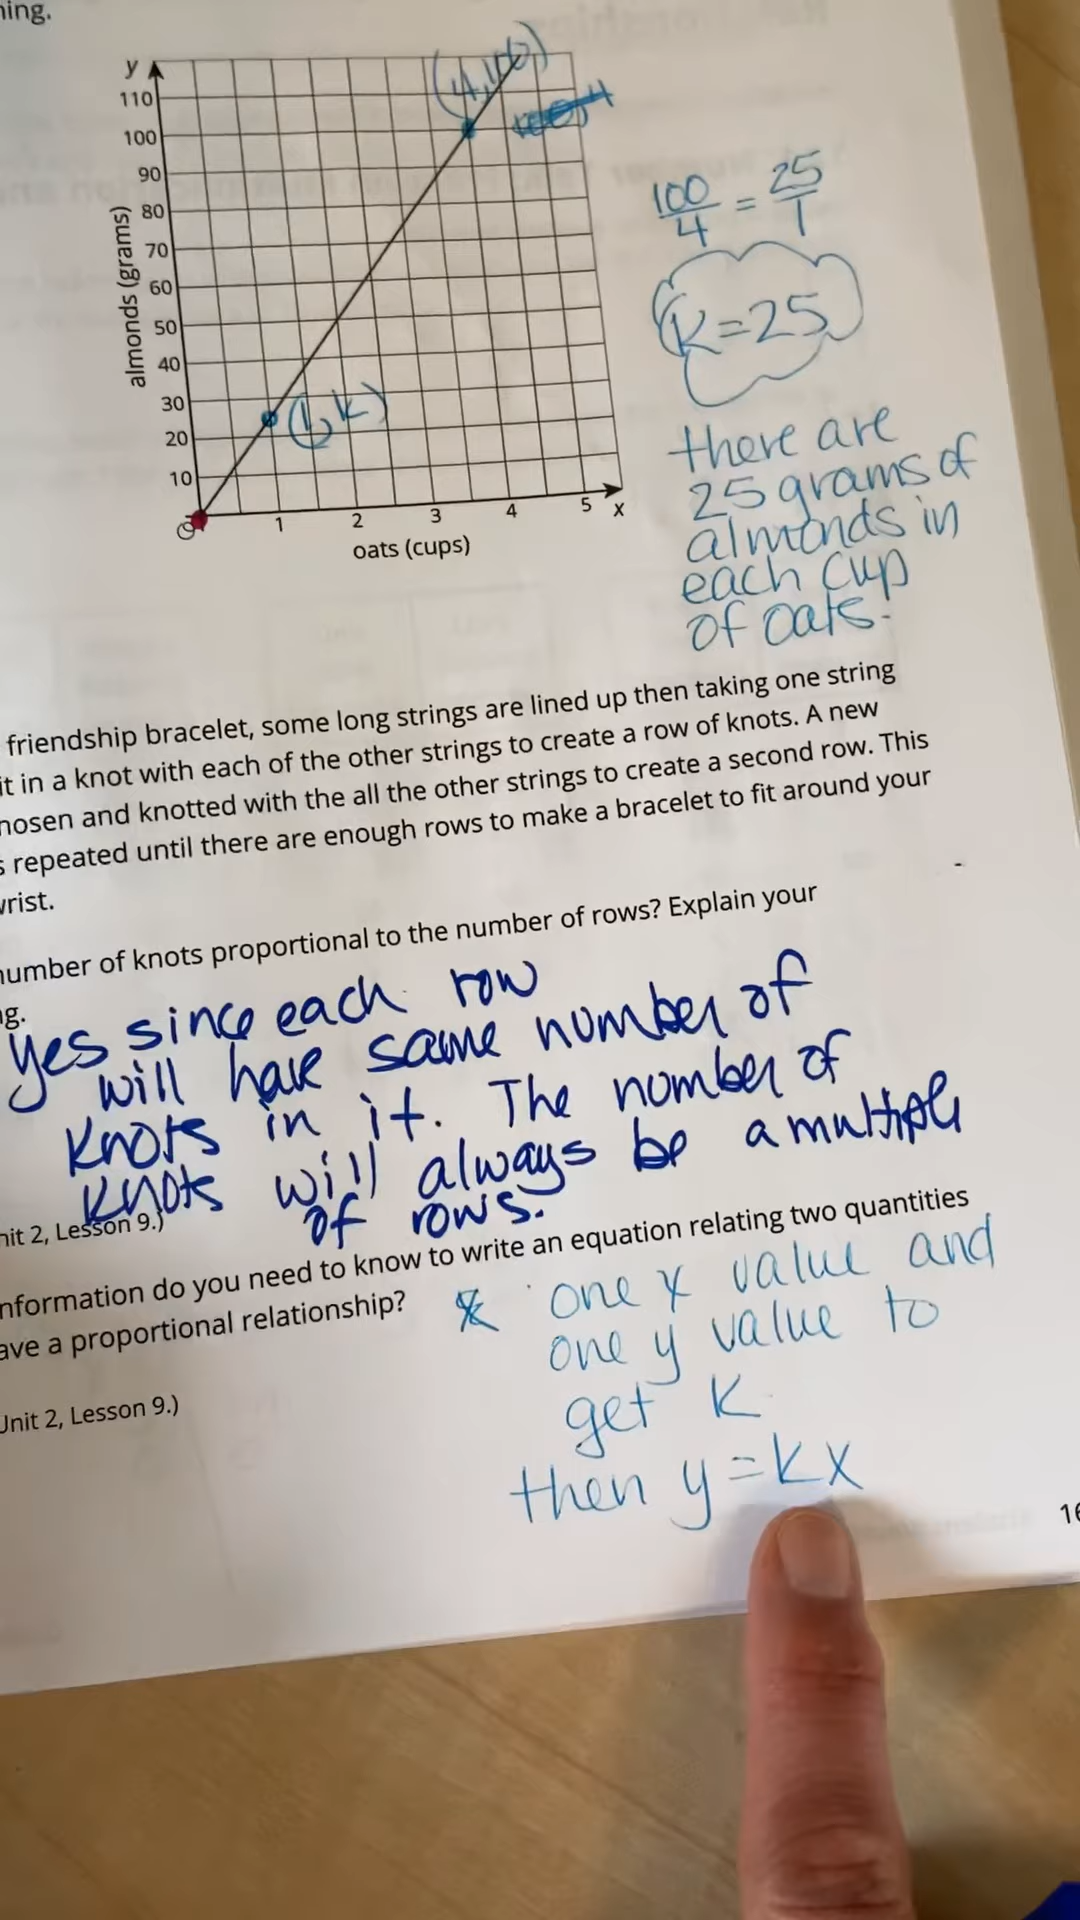 ning.
y
110
100
90
80
70
60
50
40
30
20
10
almonds (grams)
1 2 3 4 5 x
oats (cups)
(4,100)
(1, k)
100/4 = 25/1
K=25
there are
25 grams of
almonds in
each cup
of oats.
friendship bracelet, some long strings are lined up then taking one string
it in a knot with each of the other strings to create a row of knots. A new
hosen and knotted with the all the other strings to create a second row. This
s repeated until there are enough rows to make a bracelet to fit around your
wrist.
number of knots proportional to the number of rows? Explain your
ng.
yes since each row
will have same number of
knots in it. The number of
knots will always be a multiple
of rows.
nit 2, Lesson 9.)
nformation do you need to know to write an equation relating two quantities
ave a proportional relationship?
one x value and
one y value to
get k
then y=kx
Unit 2, Lesson 9.)
16